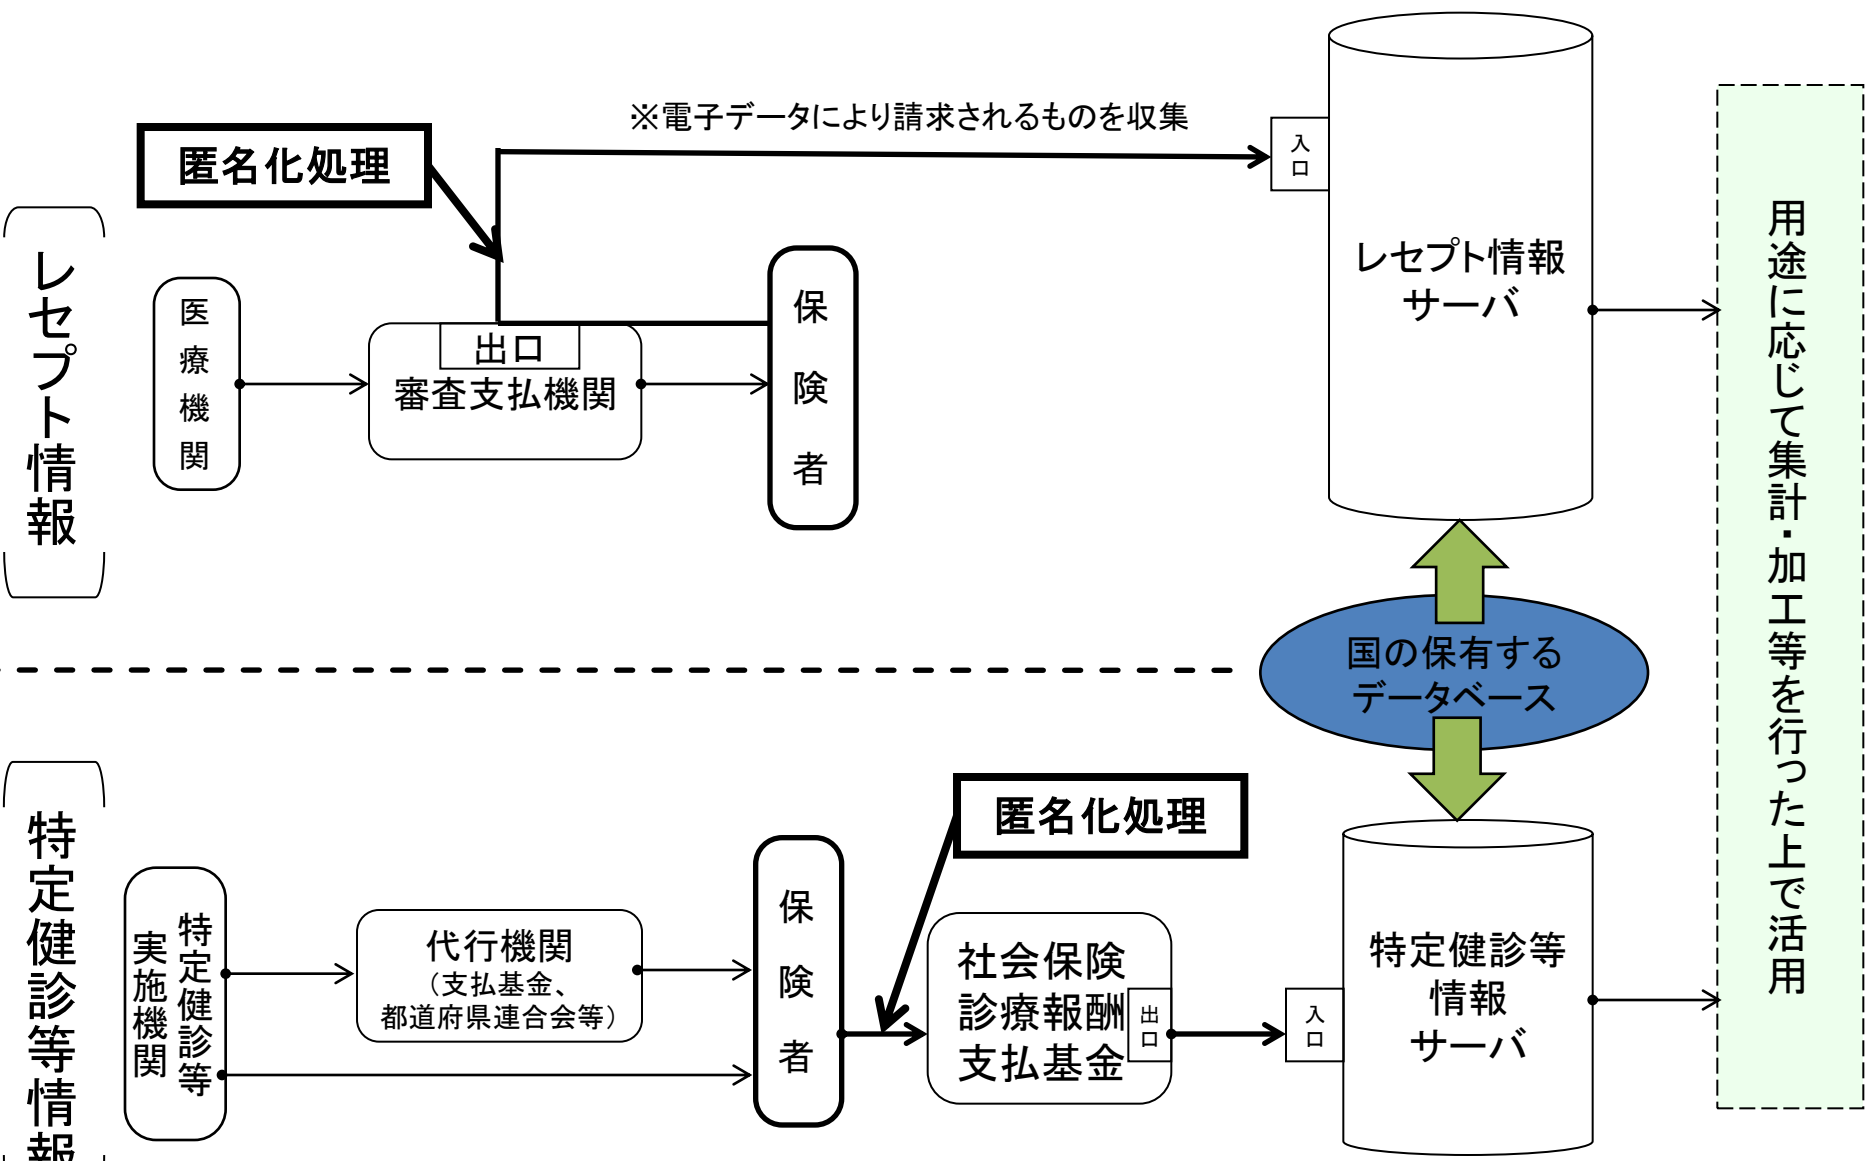 ※電子データにより請求されるものを収集
匿名化処理
レセプト情報
医療機関
出口
審査支払機関
保険者
入口
レセプト情報
サーバ
国の保有する
データベース
用途に応じて集計・加工等を行った上で活用
特定健診等情報
特定健診等
実施機関
代行機関
（支払基金、
都道府県連合会等）
保険者
匿名化処理
社会保険
診療報酬
支払基金
出口
入口
特定健診等
情報
サーバ